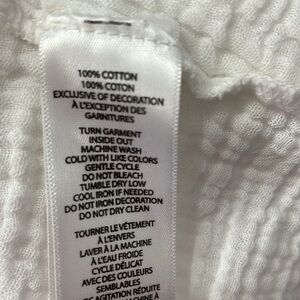 100% COTTON
100% COTON
EXCLUSIVE OF DECORATION
À L'EXCEPTION DES
GARNITURES
TURN GARMENT
INSIDE OUT
MACHINE WASH
COLD WITH LIKE COLORS
GENTLE CYCLE
DO NOT BLEACH
TUMBLE DRY LOW
COOL IRON IF NEEDED
DO NOT IRON DECORATION
DO NOT DRY CLEAN
TOURNER LE VÊTEMENT
À L'ENVERS
LAVER À LA MACHINE
À L'EAU FROIDE
CYCLE DÉLICAT
AVEC DES COULEURS
SEMBLABLES
AGITATION RÉDUITE